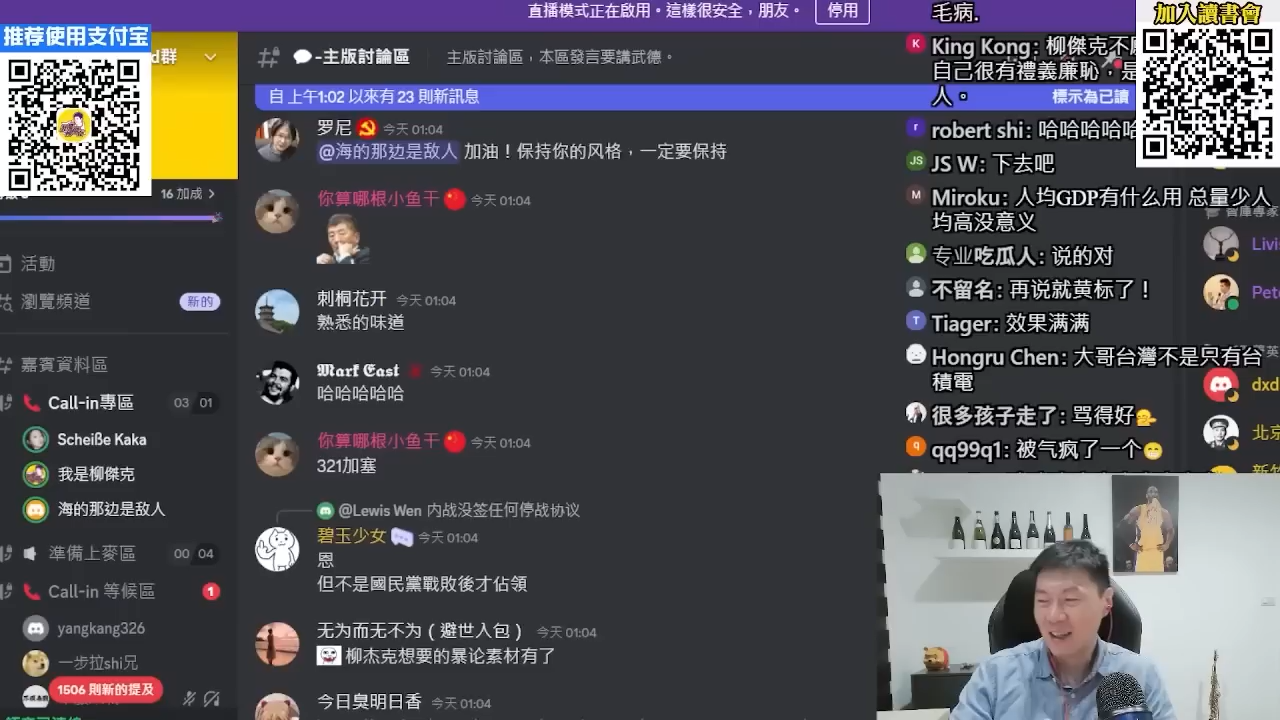 直播模式正在啟用。這樣很安全，朋友。
停用
推荐使用支付宝
d群
16 加成
活動
瀏覽頻道
新的
嘉賓資料區
Call-in專區
03 01
Scheiße Kaka
我是柳傑克
海的那边是敌人
準備上麥區
00 04
Call-in 等候區
1
yangkang326
一步拉shi兄
1506 則新的提及
-主版討論區
主版討論區，本區發言要講武德。
自 上午1:02 以來有 23 則新訊息
標示為已讀
罗尼 今天 01:04
@海的那边是敌人 加油！保持你的风格，一定要保持
你算哪根小鱼干 今天 01:04
刺桐花开 今天 01:04
熟悉的味道
Mark East 今天 01:04
哈哈哈哈哈
你算哪根小鱼干 今天 01:04
321加塞
@Lewis Wen 内战没签任何停战协议
碧玉少女 今天 01:04
恩
但不是國民黨戰敗後才佔領
无为而无不为（避世入包） 今天 01:04
柳杰克想要的暴论素材有了
今日臭明日香 今天 01:04
毛病.
King Kong: 柳傑克不
自己很有禮義廉恥，是
人。
robert shi: 哈哈哈哈哈
JS W: 下去吧
Miroku: 人均GDP有什么用 总量少人
均高没意义
专业吃瓜人: 说的对
不留名: 再说就黄标了！
Tiager: 效果满满
Hongru Chen: 大哥台灣不是只有台
積電
很多孩子走了: 骂得好
qq99q1: 被气疯了一个
加入讀書會
智庫專家
Livi
Pet
dxd
北京